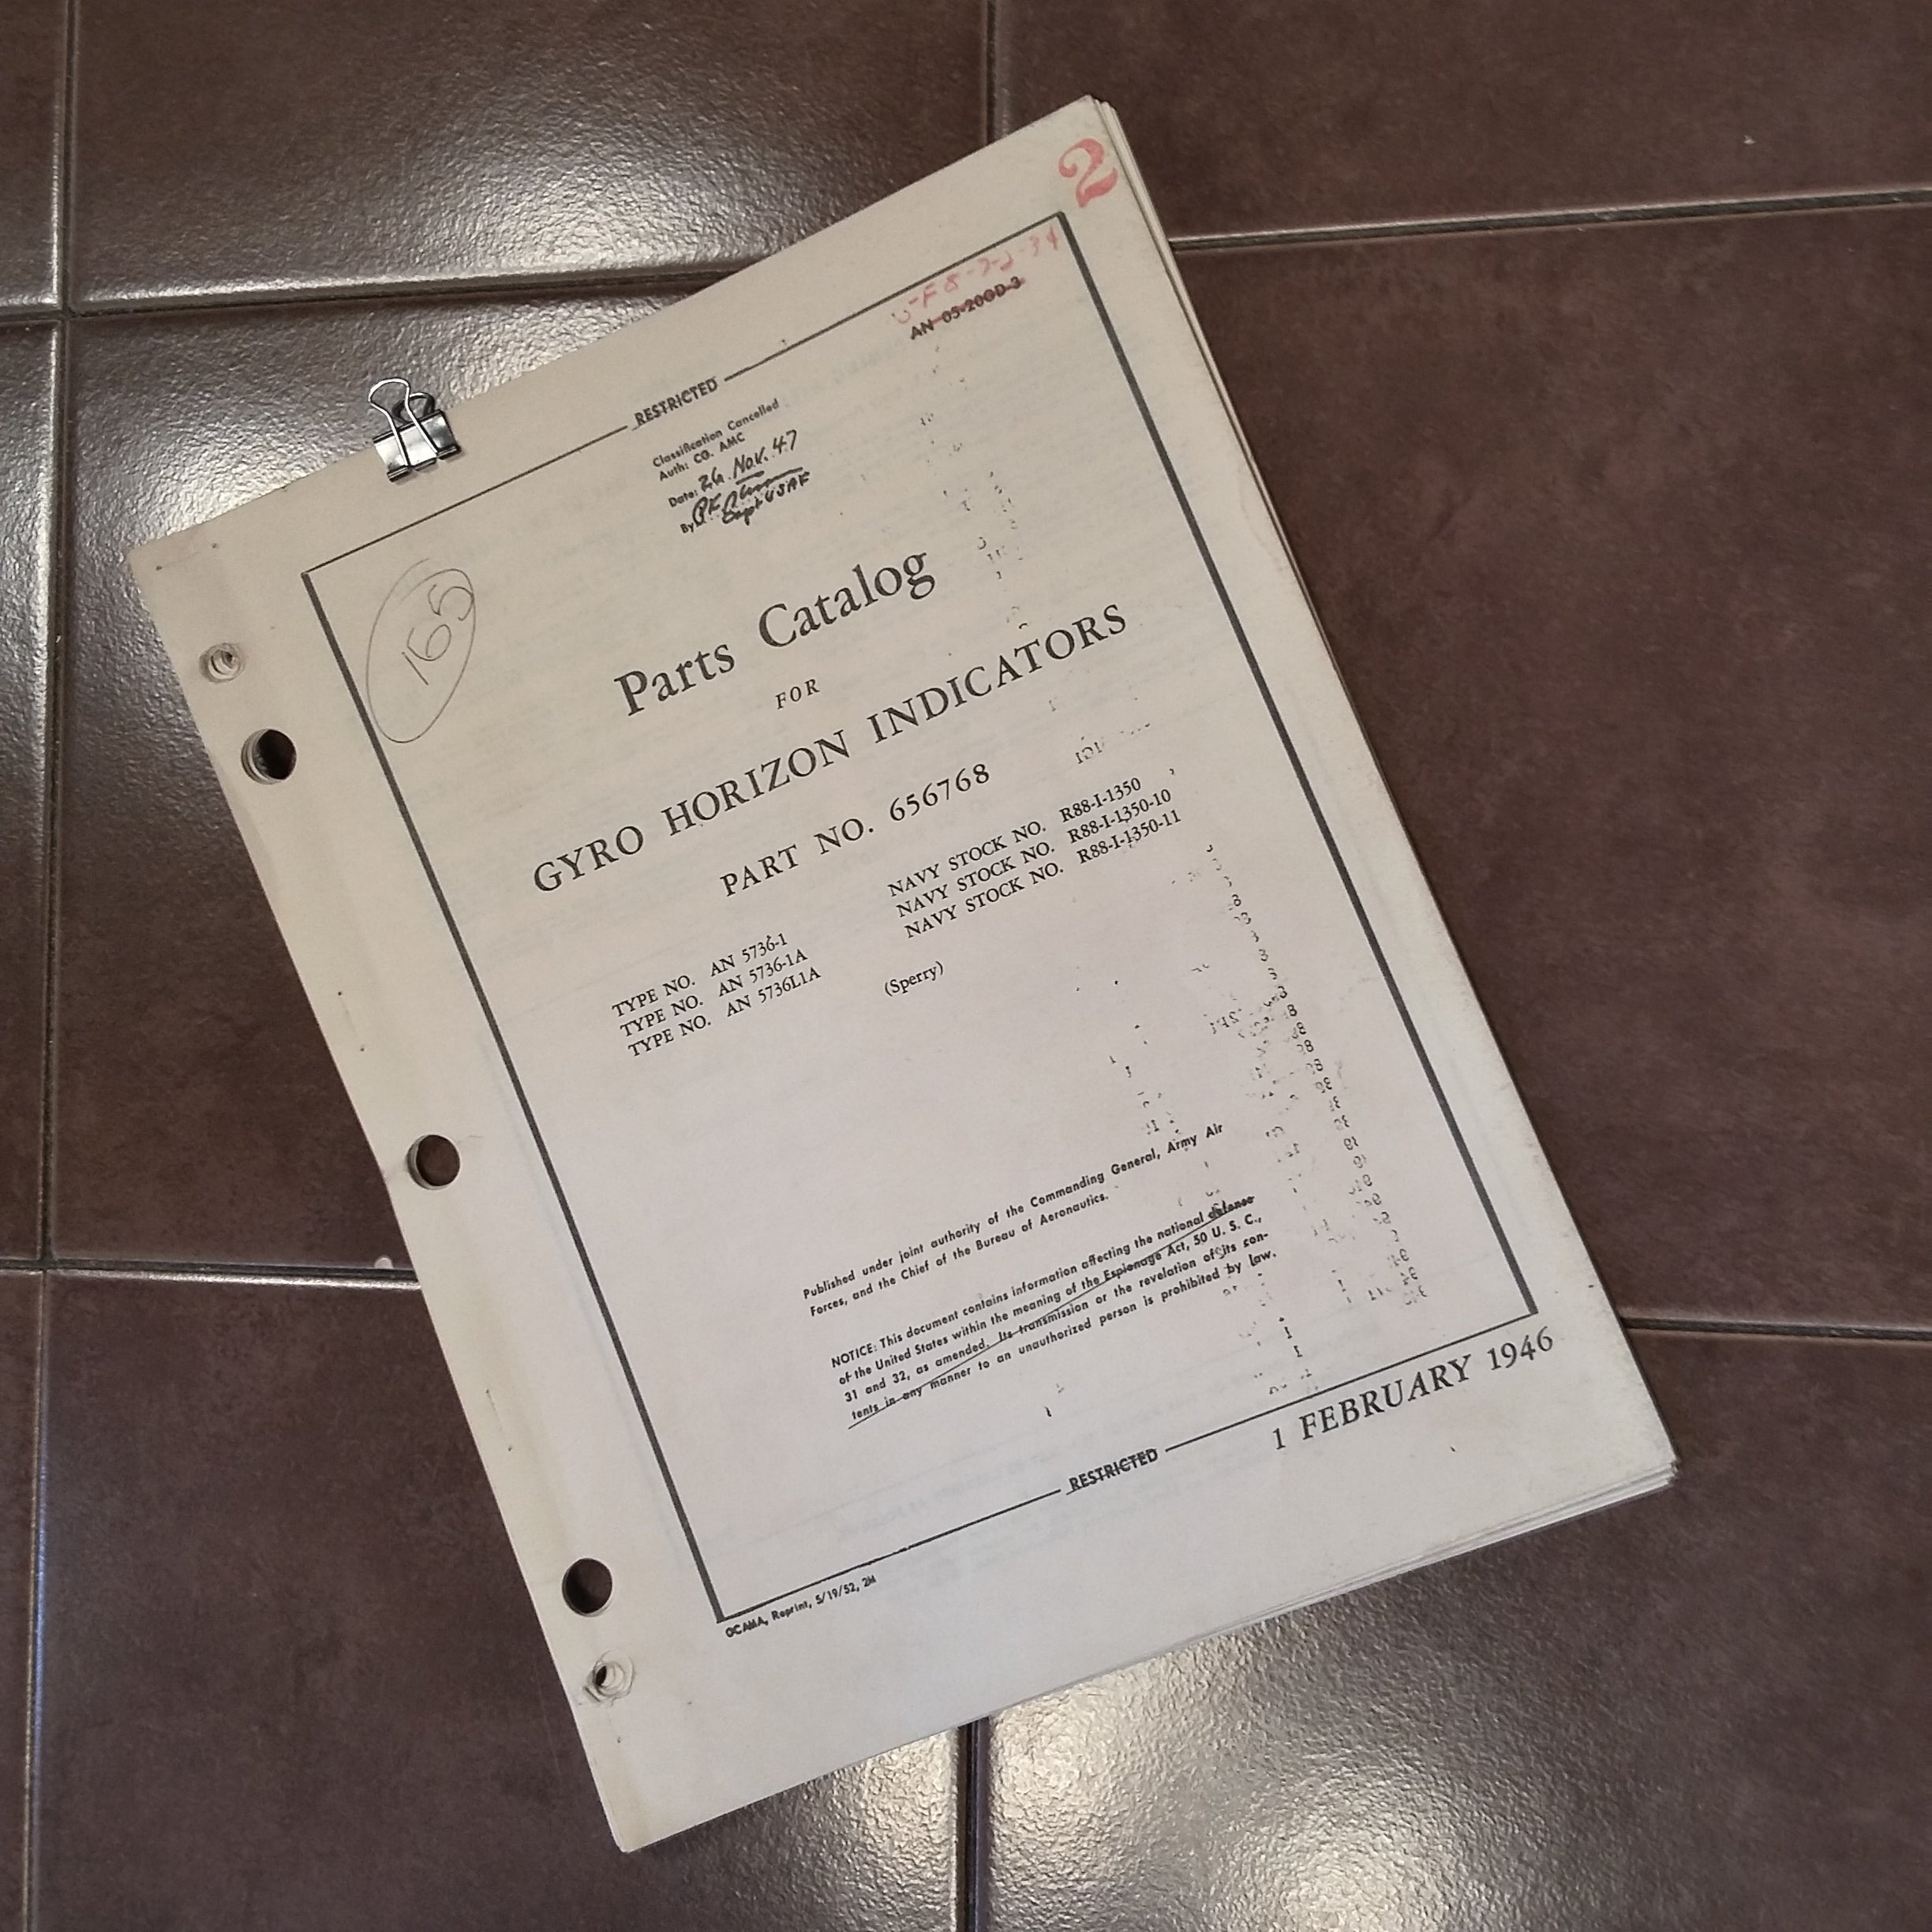 2
AN 05-20OD-3
RESTRICTED
Classification Cancelled
Auth: CG. AMC
Date: 26 Nov. 47
By
Capt USAF
165
Parts Catalog
FOR
GYRO HORIZON INDICATORS
PART NO. 656768
NAVY STOCK NO. R88-I-1350
NAVY STOCK NO. R88-I-1350-10
NAVY STOCK NO. R88-I-1350-11
TYPE NO. AN 5736-1
TYPE NO. AN 5736-1A
TYPE NO. AN 5736L1A
(Sperry)
Published under joint authority of the Commanding General, Army Air
Forces, and the Chief of the Bureau of Aeronautics.
NOTICE: This document contains information affecting the national defense
of the United States within the meaning of the Espionage Act, 50 U. S. C.,
31 and 32, as amended. Its transmission or the revelation of its con-
tents in any manner to an unauthorized person is prohibited by law.
RESTRICTED
1 FEBRUARY 1946
OCAMA, Reprint, 5/19/52, 2M